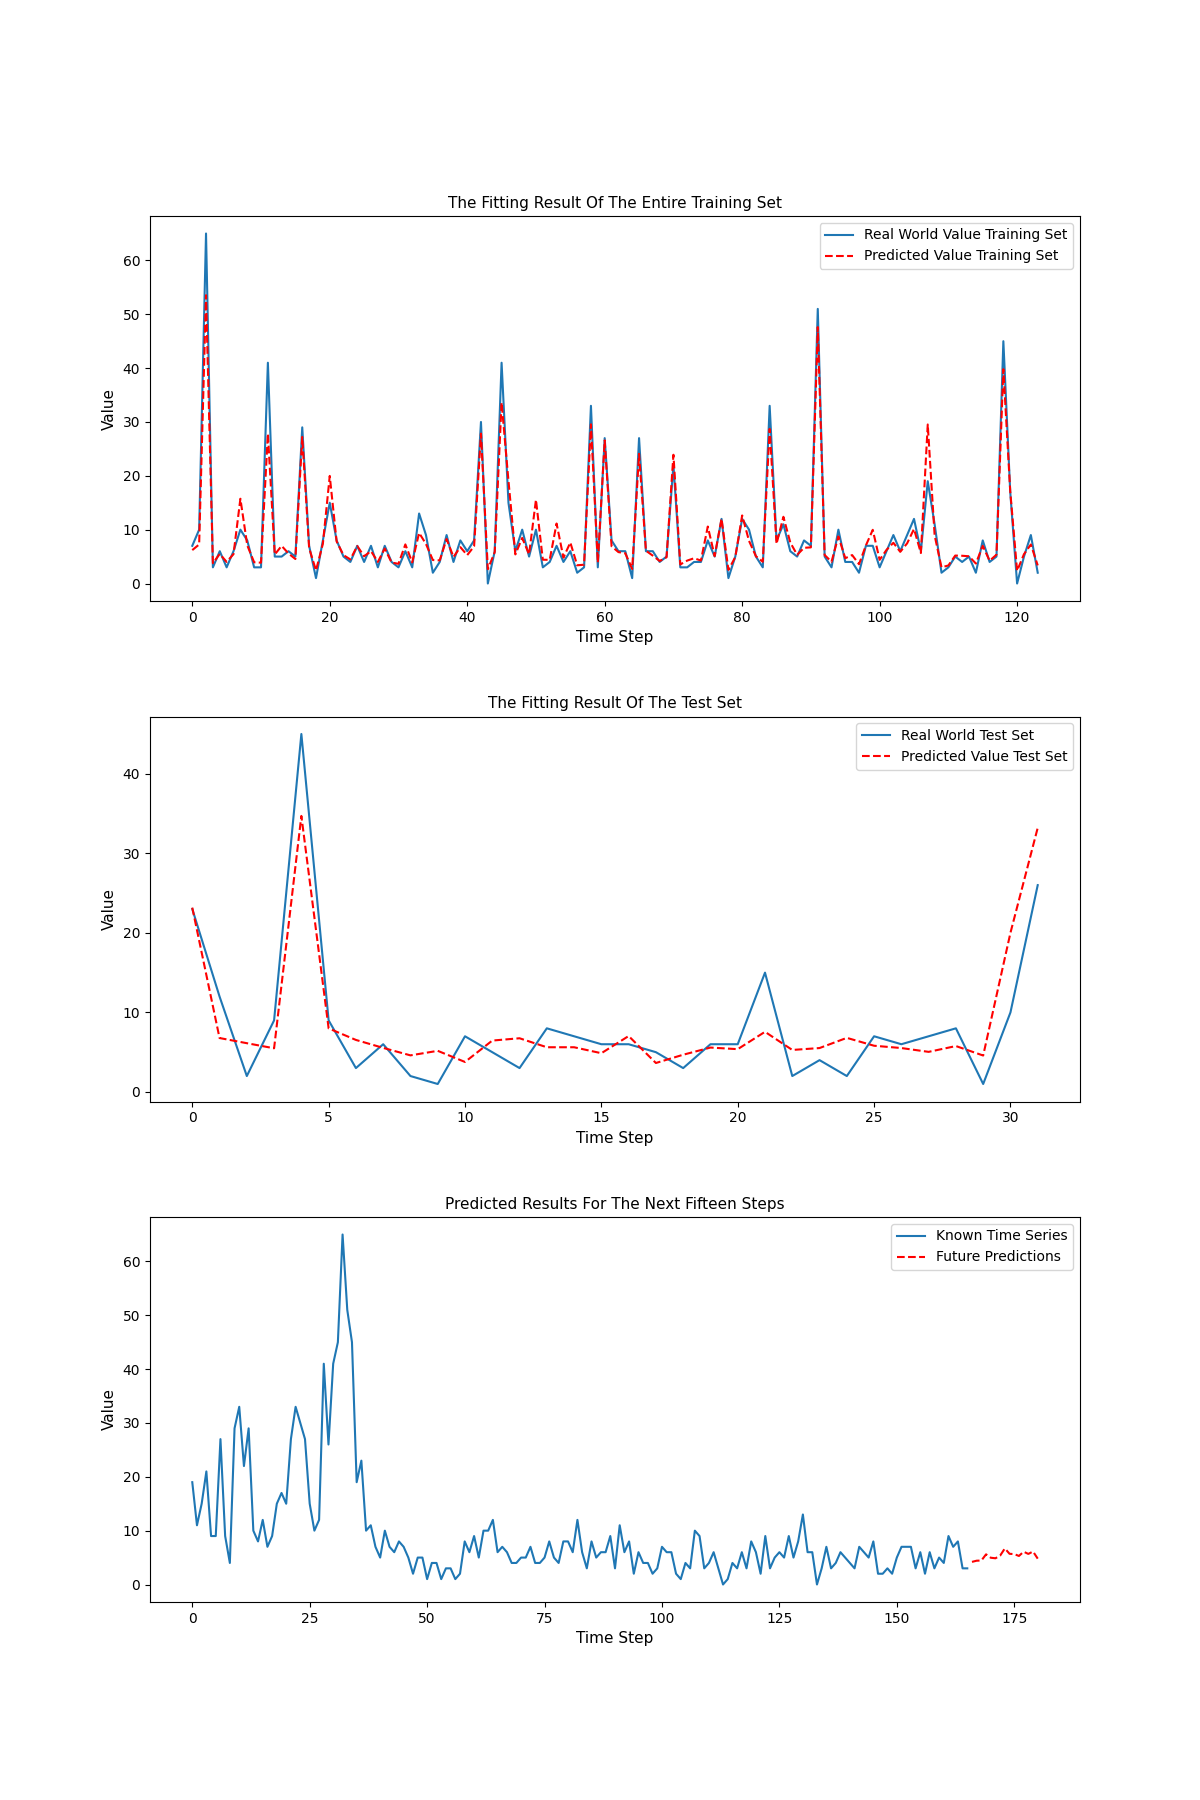 The Fitting Result Of The Entire Training Set
Real World Value Training Set
Predicted Value Training Set
Value
60
50
40
30
20
10
0
0 20 40 60 80 100 120
Time Step
The Fitting Result Of The Test Set
Real World Test Set
Predicted Value Test Set
Value
40
30
20
10
0
0 5 10 15 20 25 30
Time Step
Predicted Results For The Next Fifteen Steps
Known Time Series
Future Predictions
Value
60
50
40
30
20
10
0
0 25 50 75 100 125 150 175
Time Step